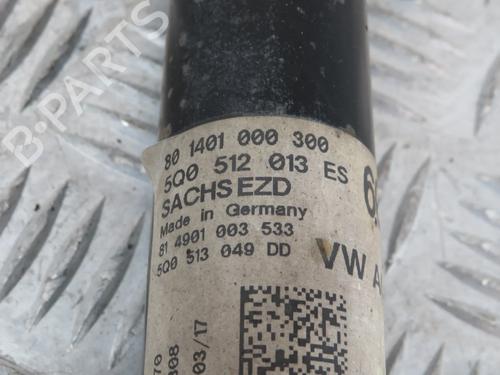 80 1401 000 300
5Q0 512 013 ES
SACHS EZD
Made in Germany
81 4901 003 533
5Q0 513 049 DD
VW
03/17
B-PARTS